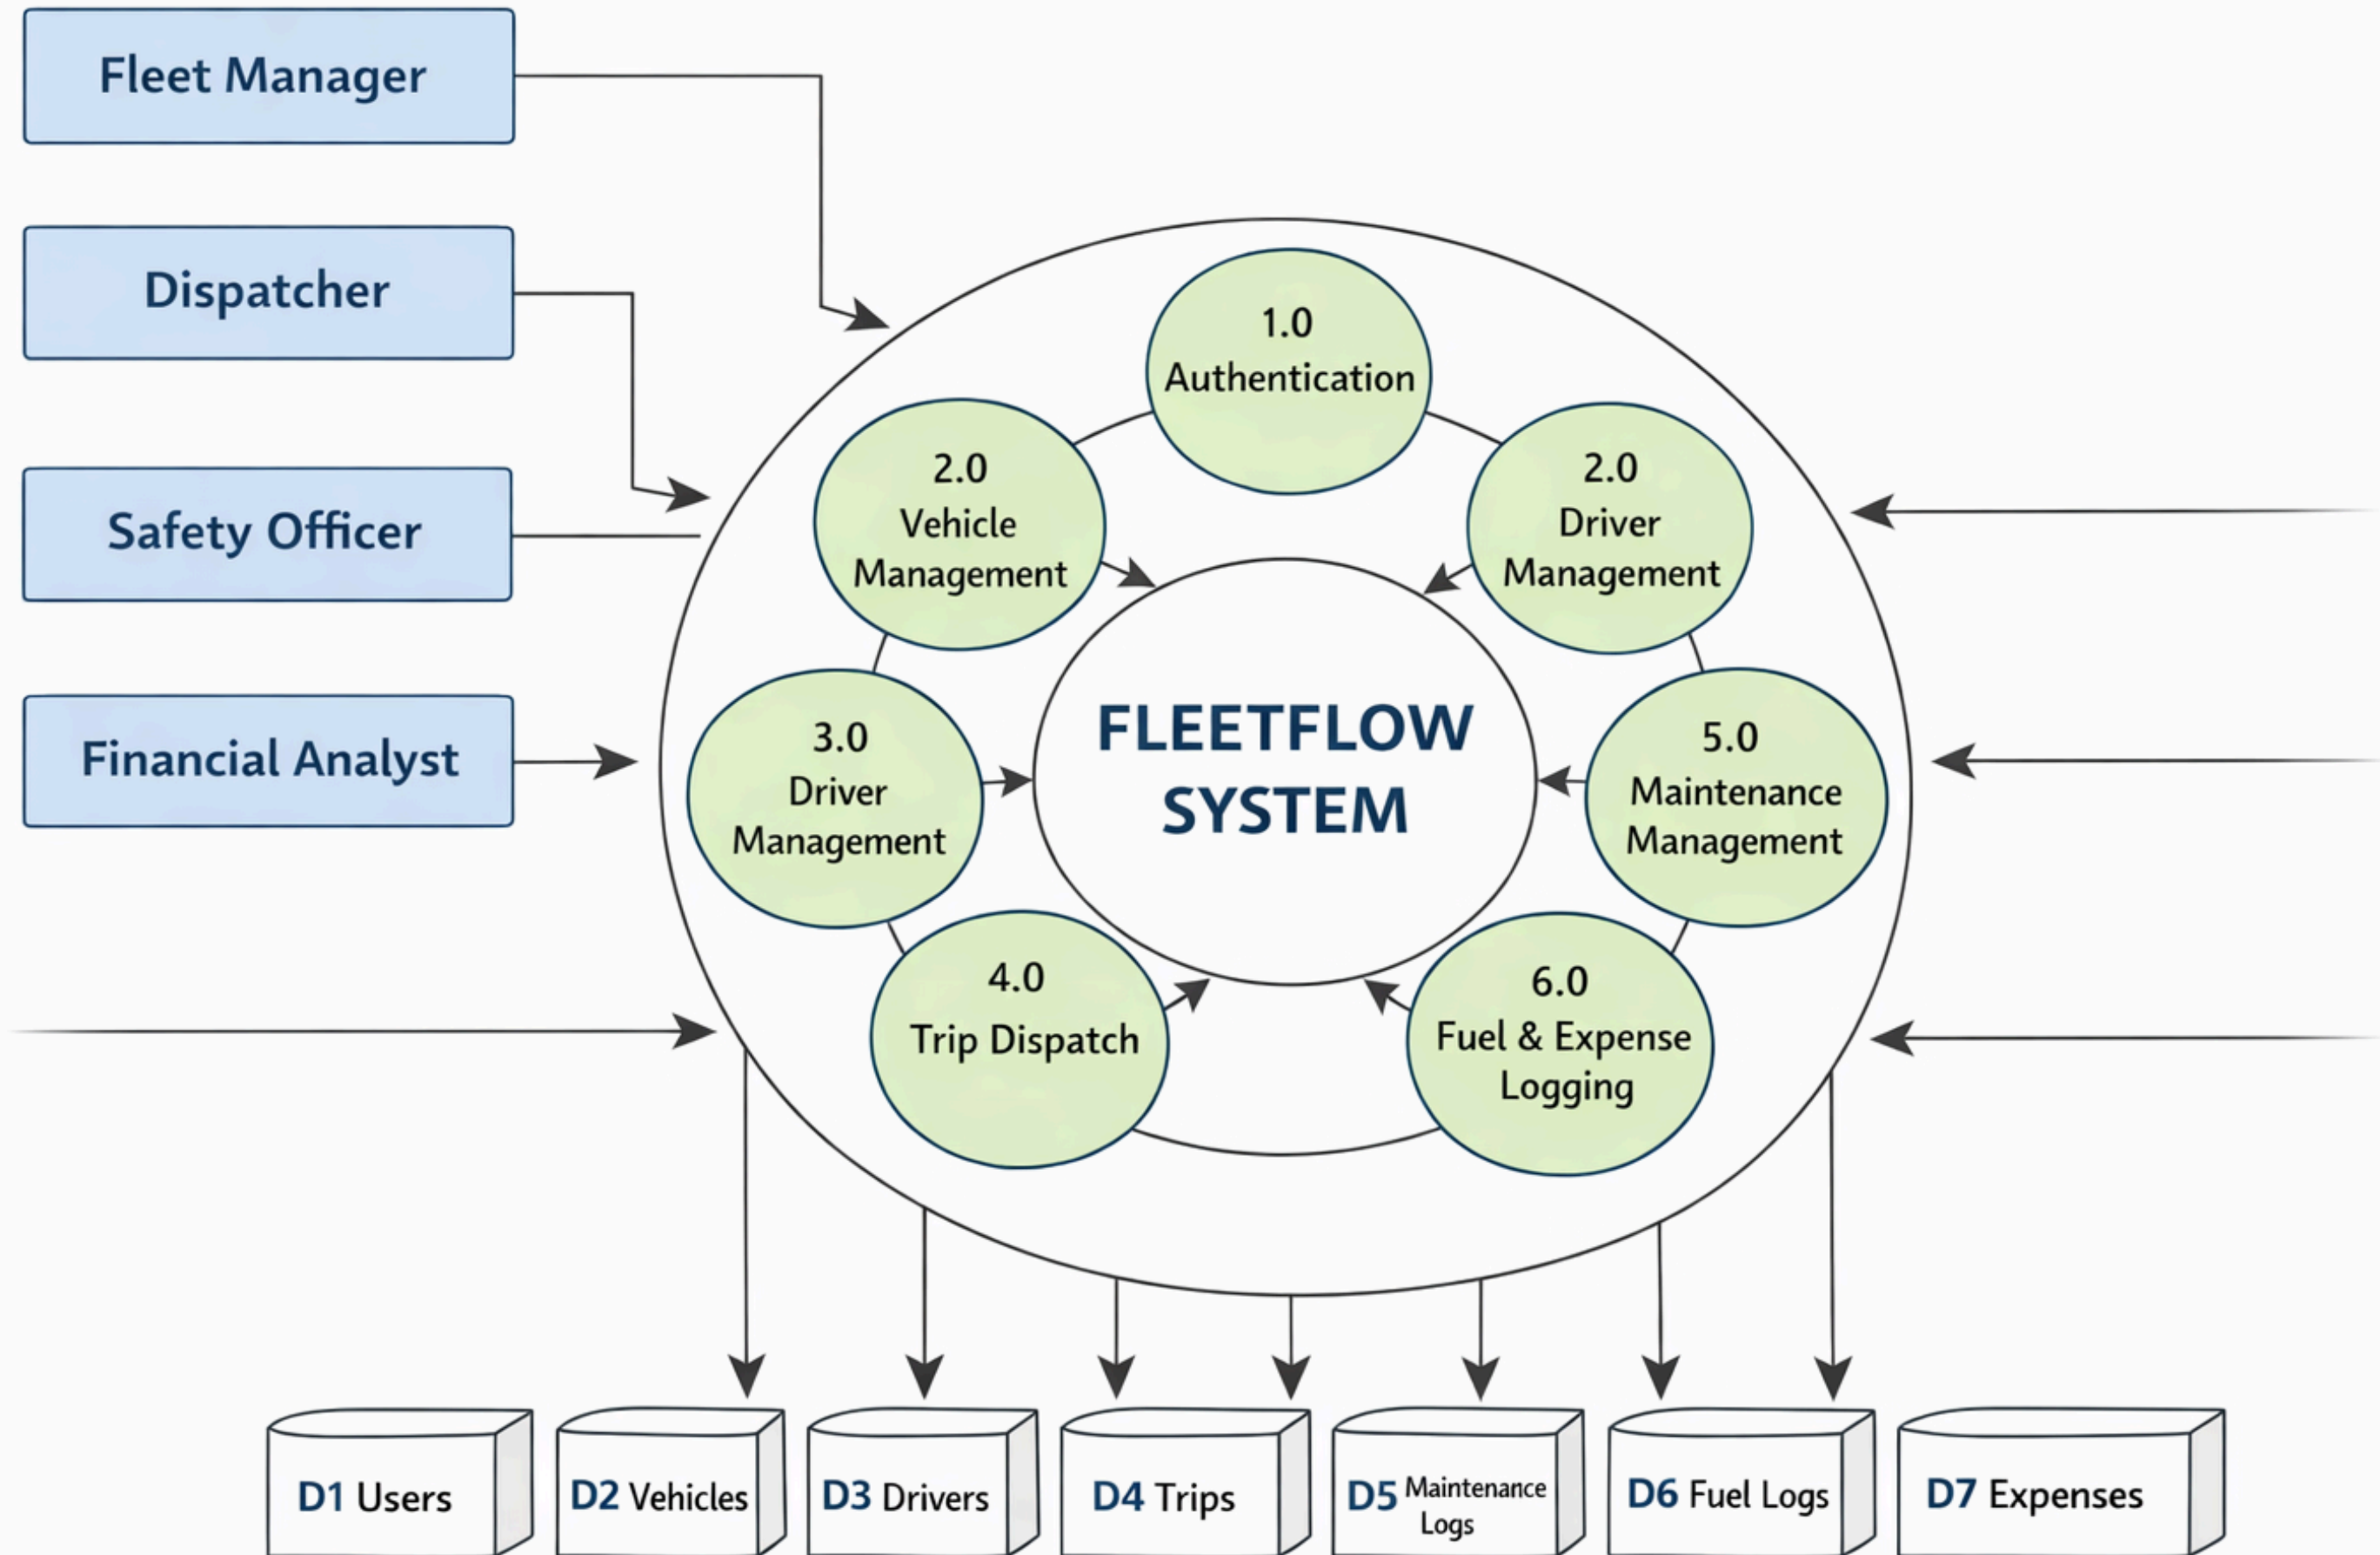 Fleet Manager
Dispatcher
Safety Officer
Financial Analyst
1.0
Authentication
2.0
Vehicle
Management
2.0
Driver
Management
3.0
Driver
Management
FLEETFLOW
SYSTEM
5.0
Maintenance
Management
4.0
Trip Dispatch
6.0
Fuel & Expense
Logging
D1 Users
D2 Vehicles
D3 Drivers
D4 Trips
D5 Maintenance
Logs
D6 Fuel Logs
D7 Expenses